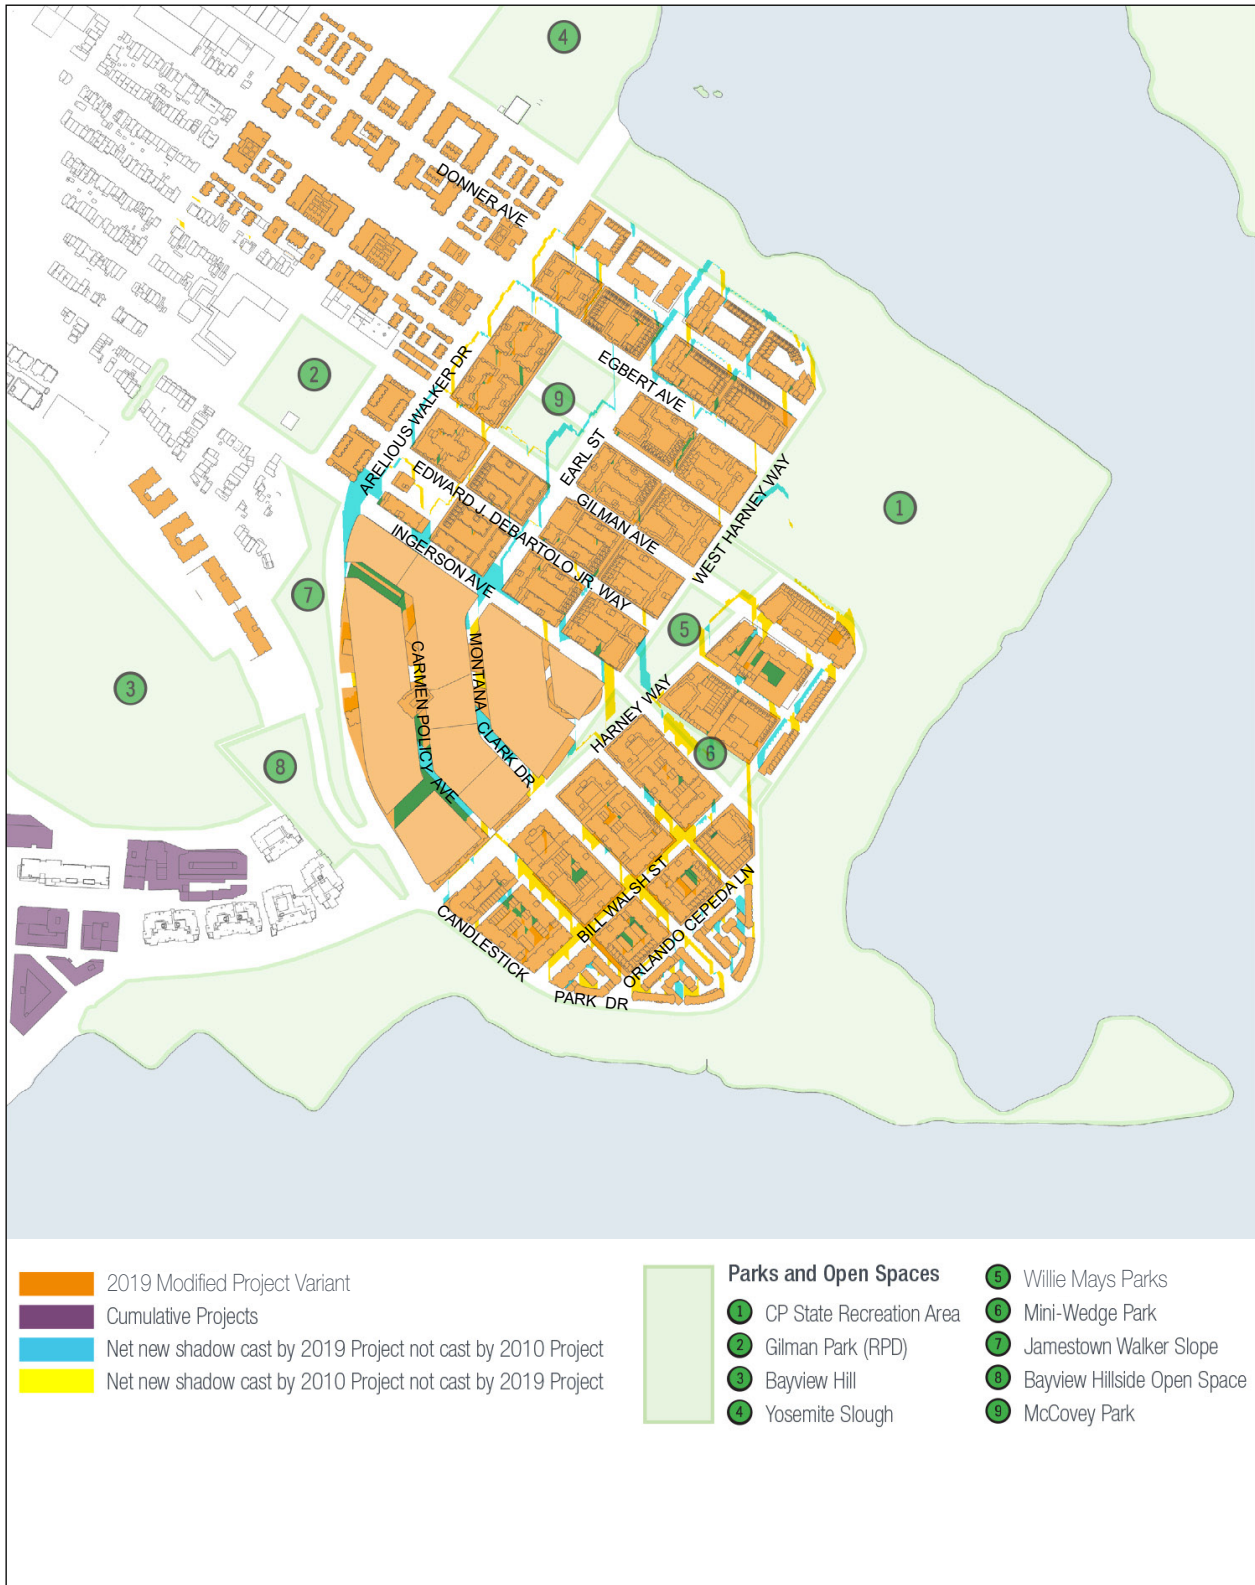 4
DONNER AVE
2
ARELIOUS WALKER DR
EGBERT AVE
9
EARL ST
WEST HARNEY WAY
1
EDWARD J. DEBARTOLO JR. WAY
GILMAN AVE
INGERSON AVE
7
5
3
CARMEN POLICY AVE
MONTANA CLARK DR
HARNEY WAY
6
8
BILL WALSH ST
ORLANDO CEPEDA LN
CANDLESTICK PARK DR
2019 Modified Project Variant
Cumulative Projects
Net new shadow cast by 2019 Project not cast by 2010 Project
Net new shadow cast by 2010 Project not cast by 2019 Project
Parks and Open Spaces
1 CP State Recreation Area
2 Gilman Park (RPD)
3 Bayview Hill
4 Yosemite Slough
5 Willie Mays Parks
6 Mini-Wedge Park
7 Jamestown Walker Slope
8 Bayview Hillside Open Space
9 McCovey Park